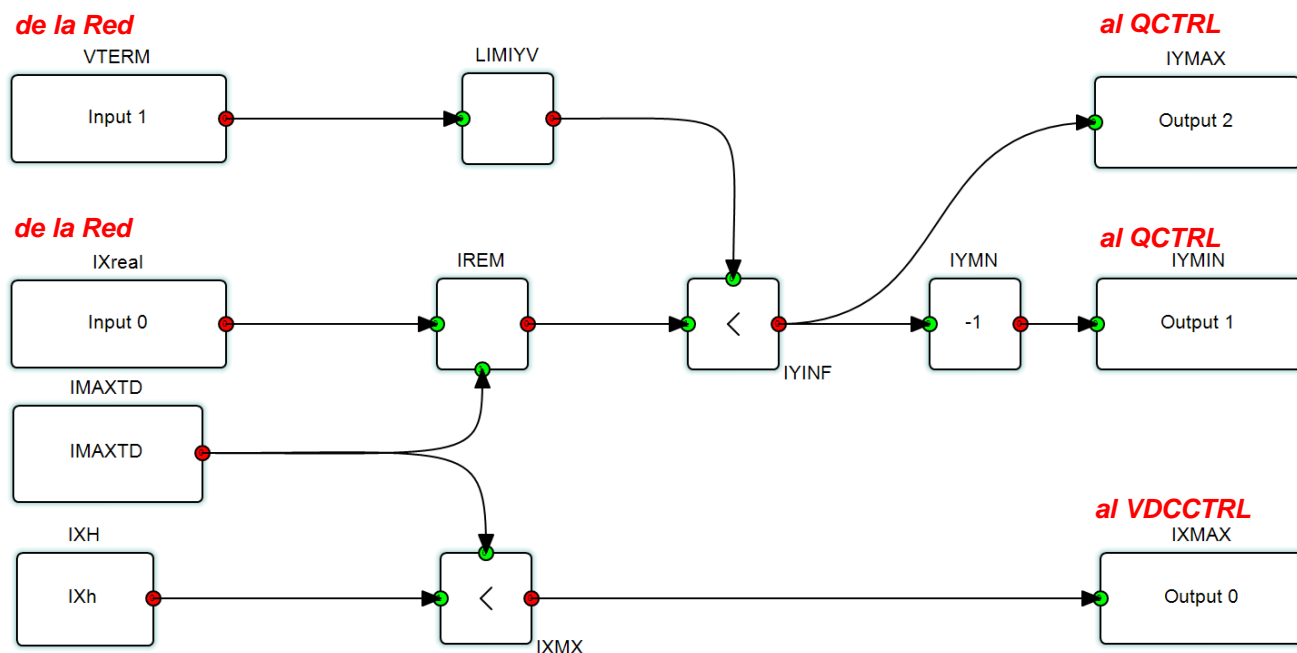 de la Red
al QCTRL
VTERM
LIMIYV
IYMAX
Input 1
Output 2
de la Red
al QCTRL
IXreal
IREM
IYMN
IYMIN
Input 0
<
-1
Output 1
IYINF
IMAXTD
IMAXTD
al VDCCTRL
IXH
IXMAX
IXh
<
Output 0
IXMX